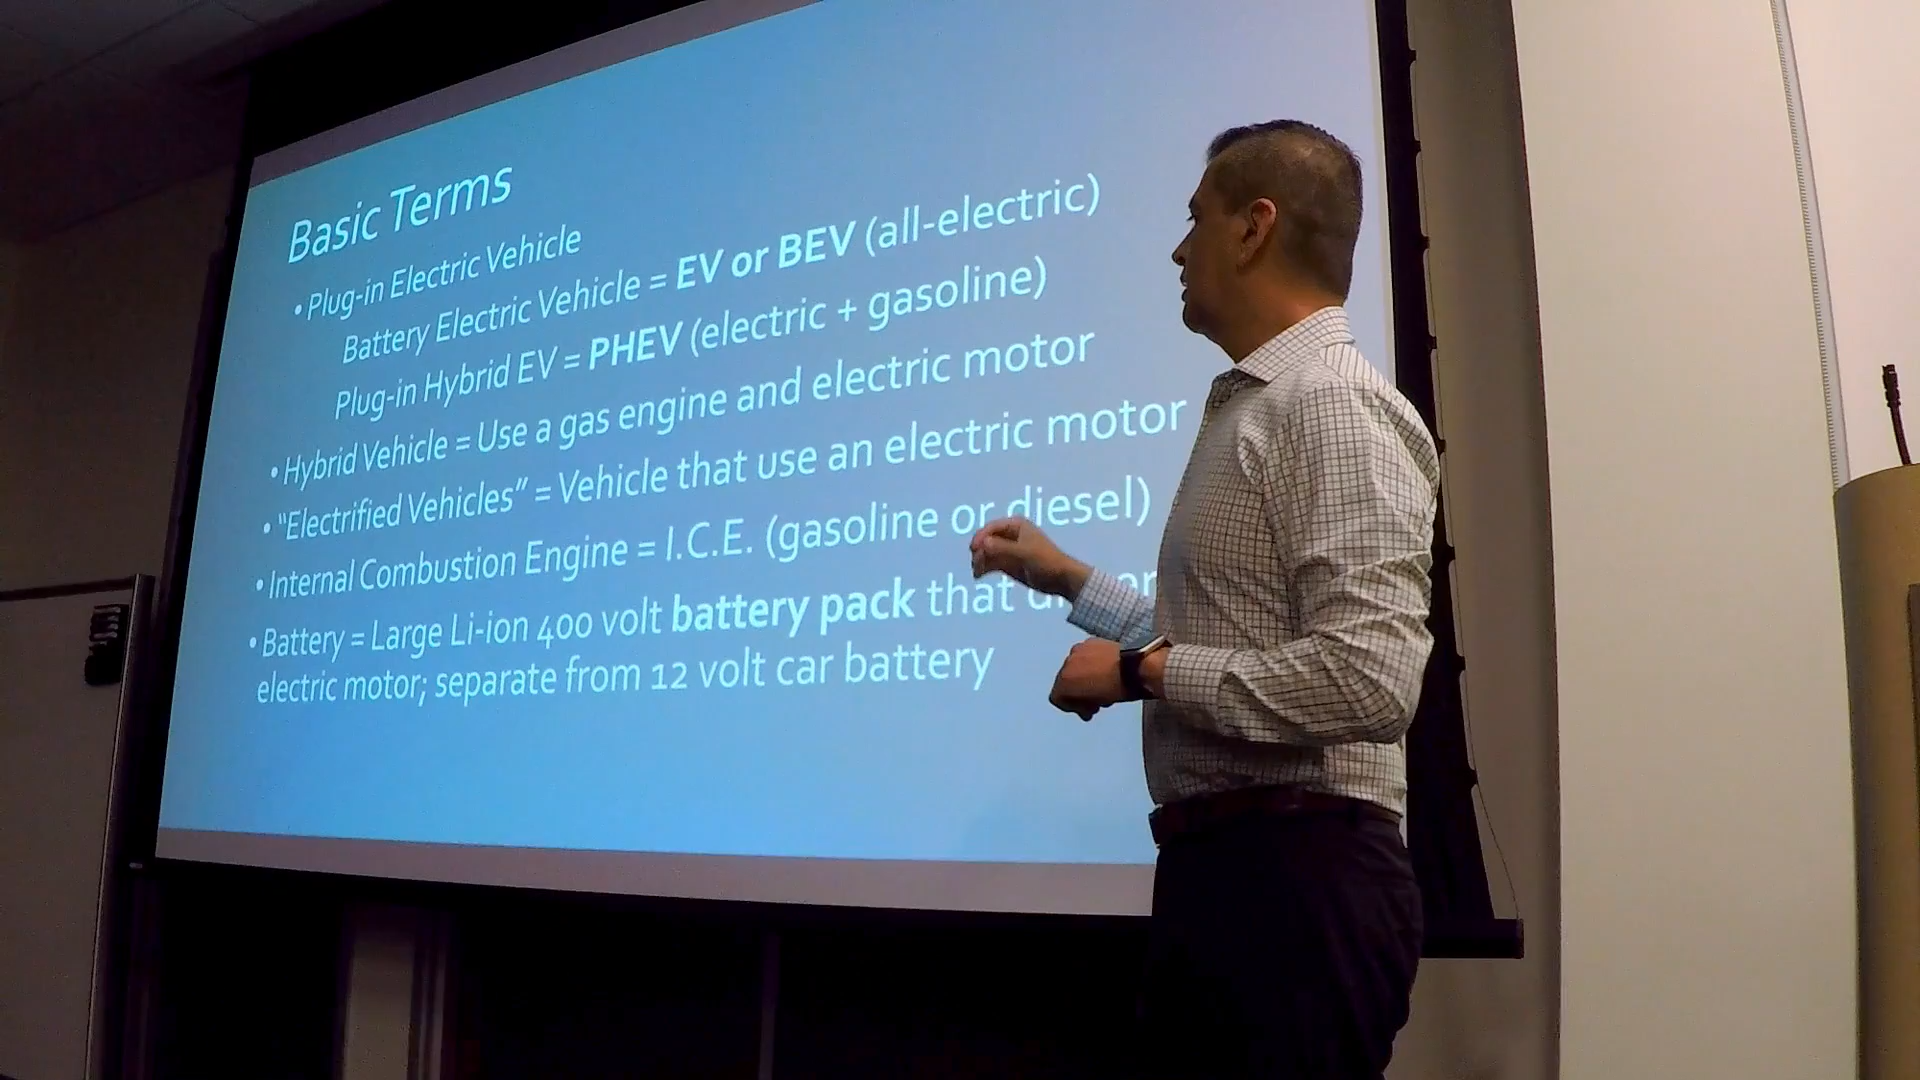 Basic Terms
• Plug-in Electric Vehicle
Battery Electric Vehicle = EV or BEV (all-electric)
Plug-in Hybrid EV = PHEV (electric + gasoline)
• Hybrid Vehicle = Use a gas engine and electric motor
• "Electrified Vehicles" = Vehicle that use an electric motor
• Internal Combustion Engine = I.C.E. (gasoline or diesel)
• Battery = Large Li-ion 400 volt battery pack that
electric motor; separate from 12 volt car battery